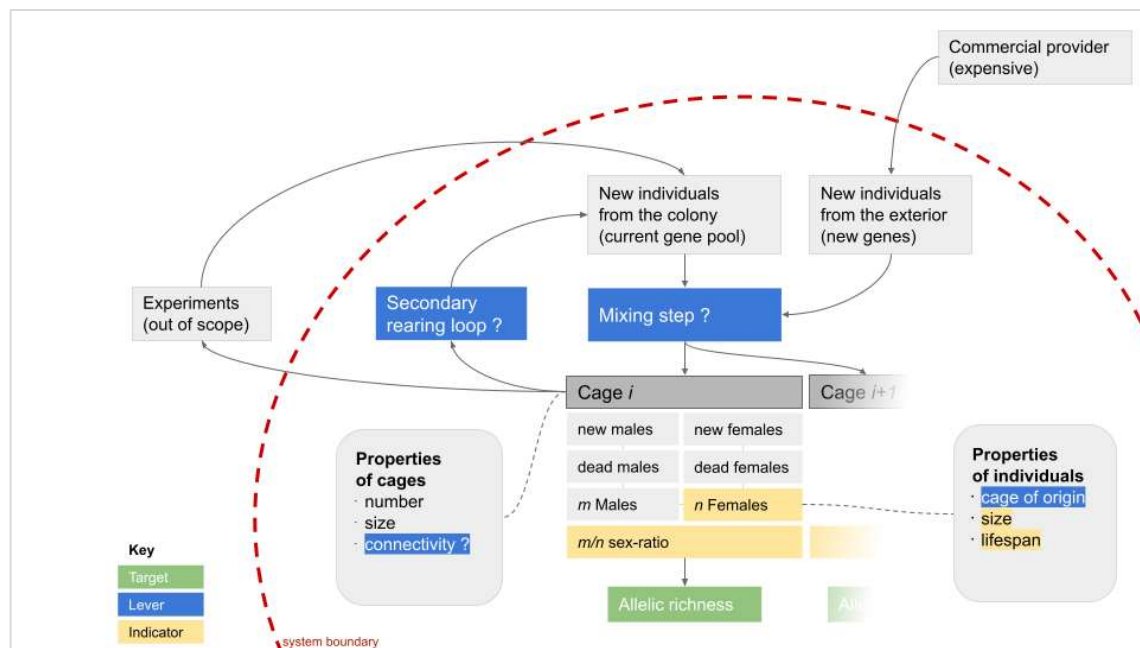 Commercial provider
(expensive)
New individuals
from the colony
(current gene pool)
New individuals
from the exterior
(new genes)
Experiments
(out of scope)
Secondary
rearing loop ?
Mixing step ?
Cage i
Cage i+1
new males
new females
dead males
dead females
m Males
n Females
m/n sex-ratio
Allelic richness
Properties
of cages
· number
· size
· connectivity ?
Properties
of individuals
· cage of origin
· size
· lifespan
Key
Target
Lever
Indicator
system boundary